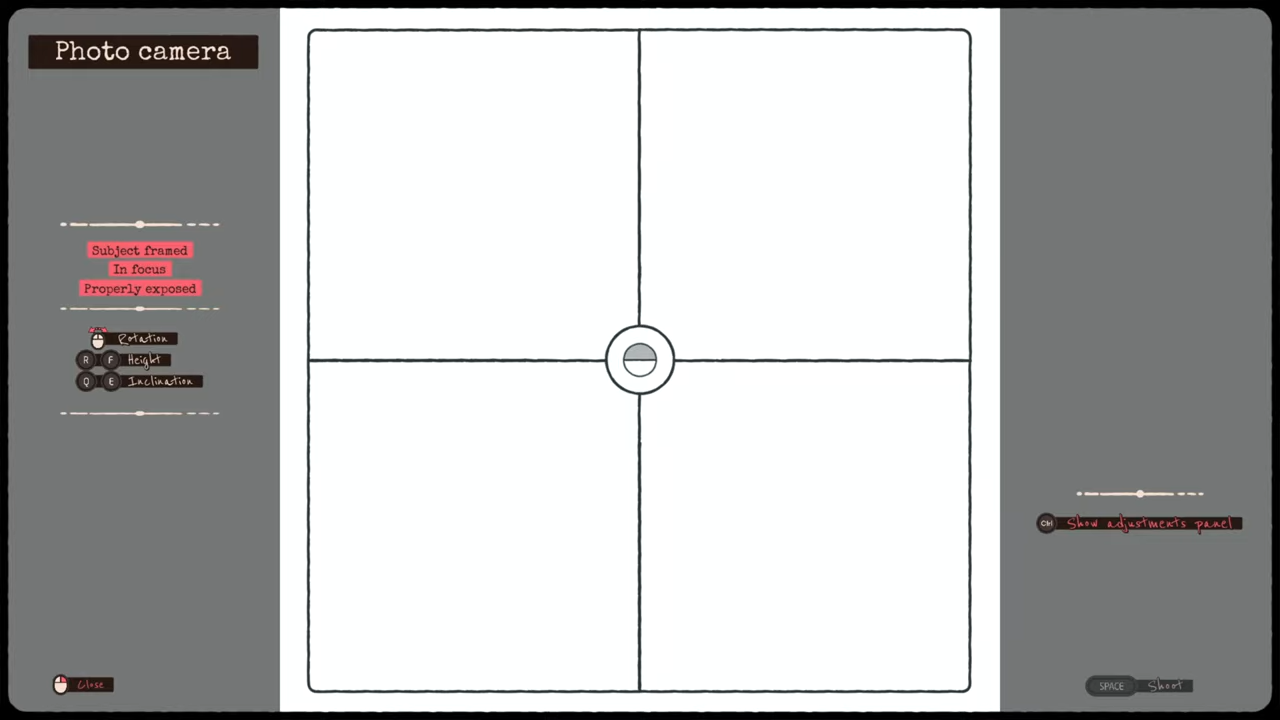 Photo camera
Subject framed
In focus
Properly exposed
Rotation
R F Height
Q E Inclination
Ctrl Show adjustments panel
Close
SPACE Shoot